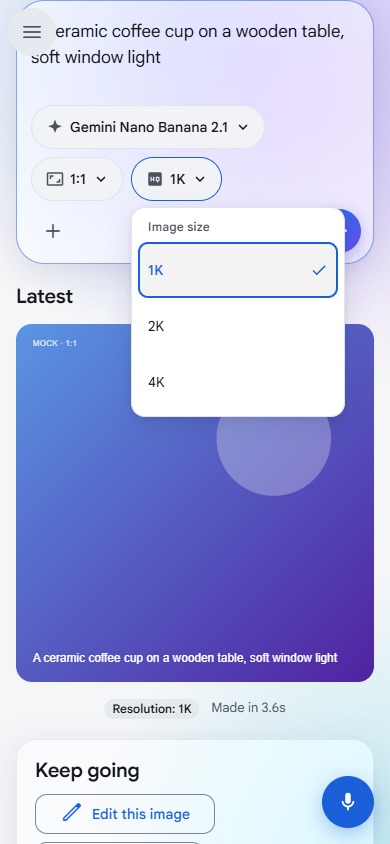 ceramic coffee cup on a wooden table,
soft window light
Gemini Nano Banana 2.1
1:1
HQ 1K
Image size
1K
2K
4K
Latest
MOCK · 1:1
A ceramic coffee cup on a wooden table, soft window light
Resolution: 1K
Made in 3.6s
Keep going
Edit this image